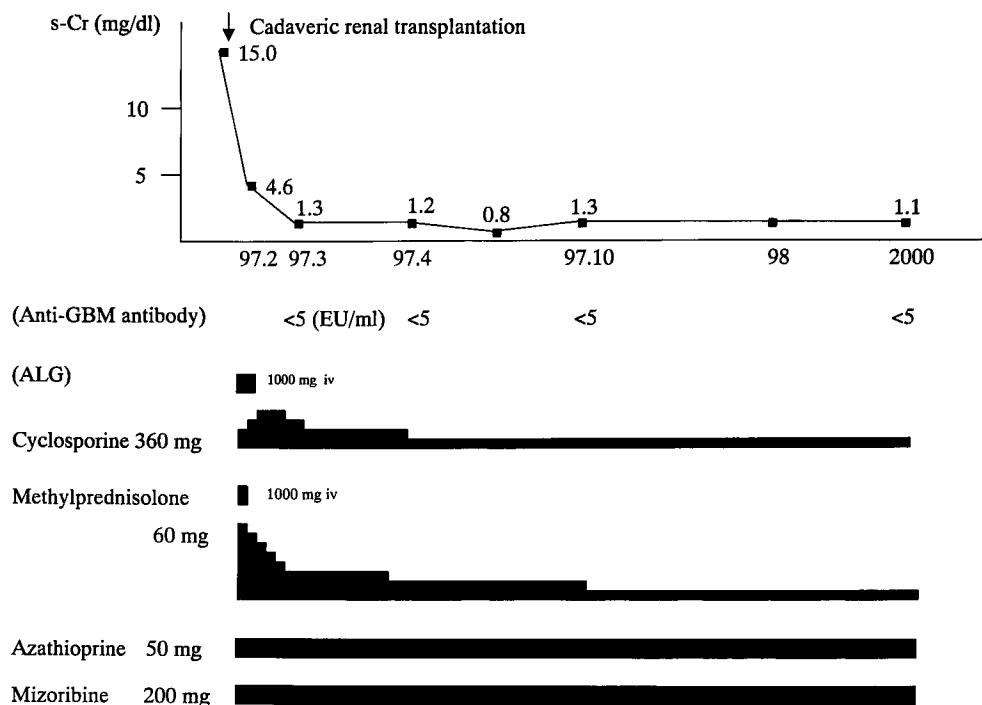 s-Cr (mg/dl)
Cadaveric renal transplantation
15.0
10
5
4.6
1.3
1.2
0.8
1.3
1.1
97.2 97.3 97.4 97.10 98 2000
(Anti-GBM antibody) <5 (EU/ml) <5 <5 <5
(ALG) 1000 mg iv
Cyclosporine 360 mg
Methylprednisolone 1000 mg iv
60 mg
Azathioprine 50 mg
Mizoribine 200 mg